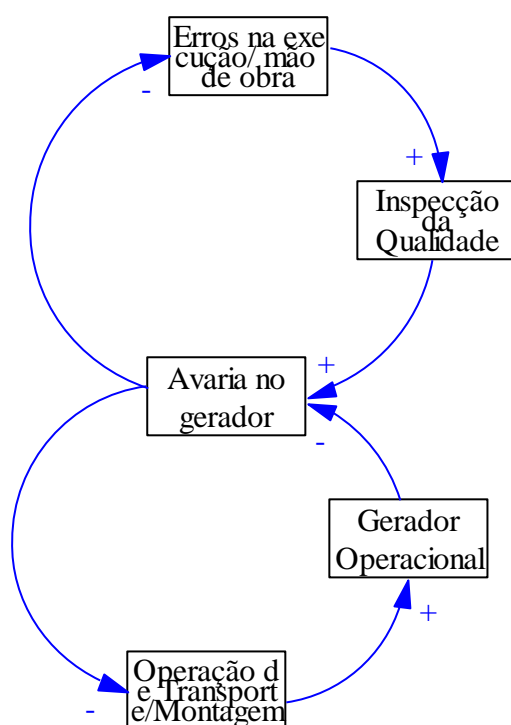 Erros na exe
cução/ mão
de obra
-
+
Inspecção
da
Qualidade
+
Avaria no
gerador
-
Gerador
Operacional
+
Operação d
e Transport
e/Montagem
-